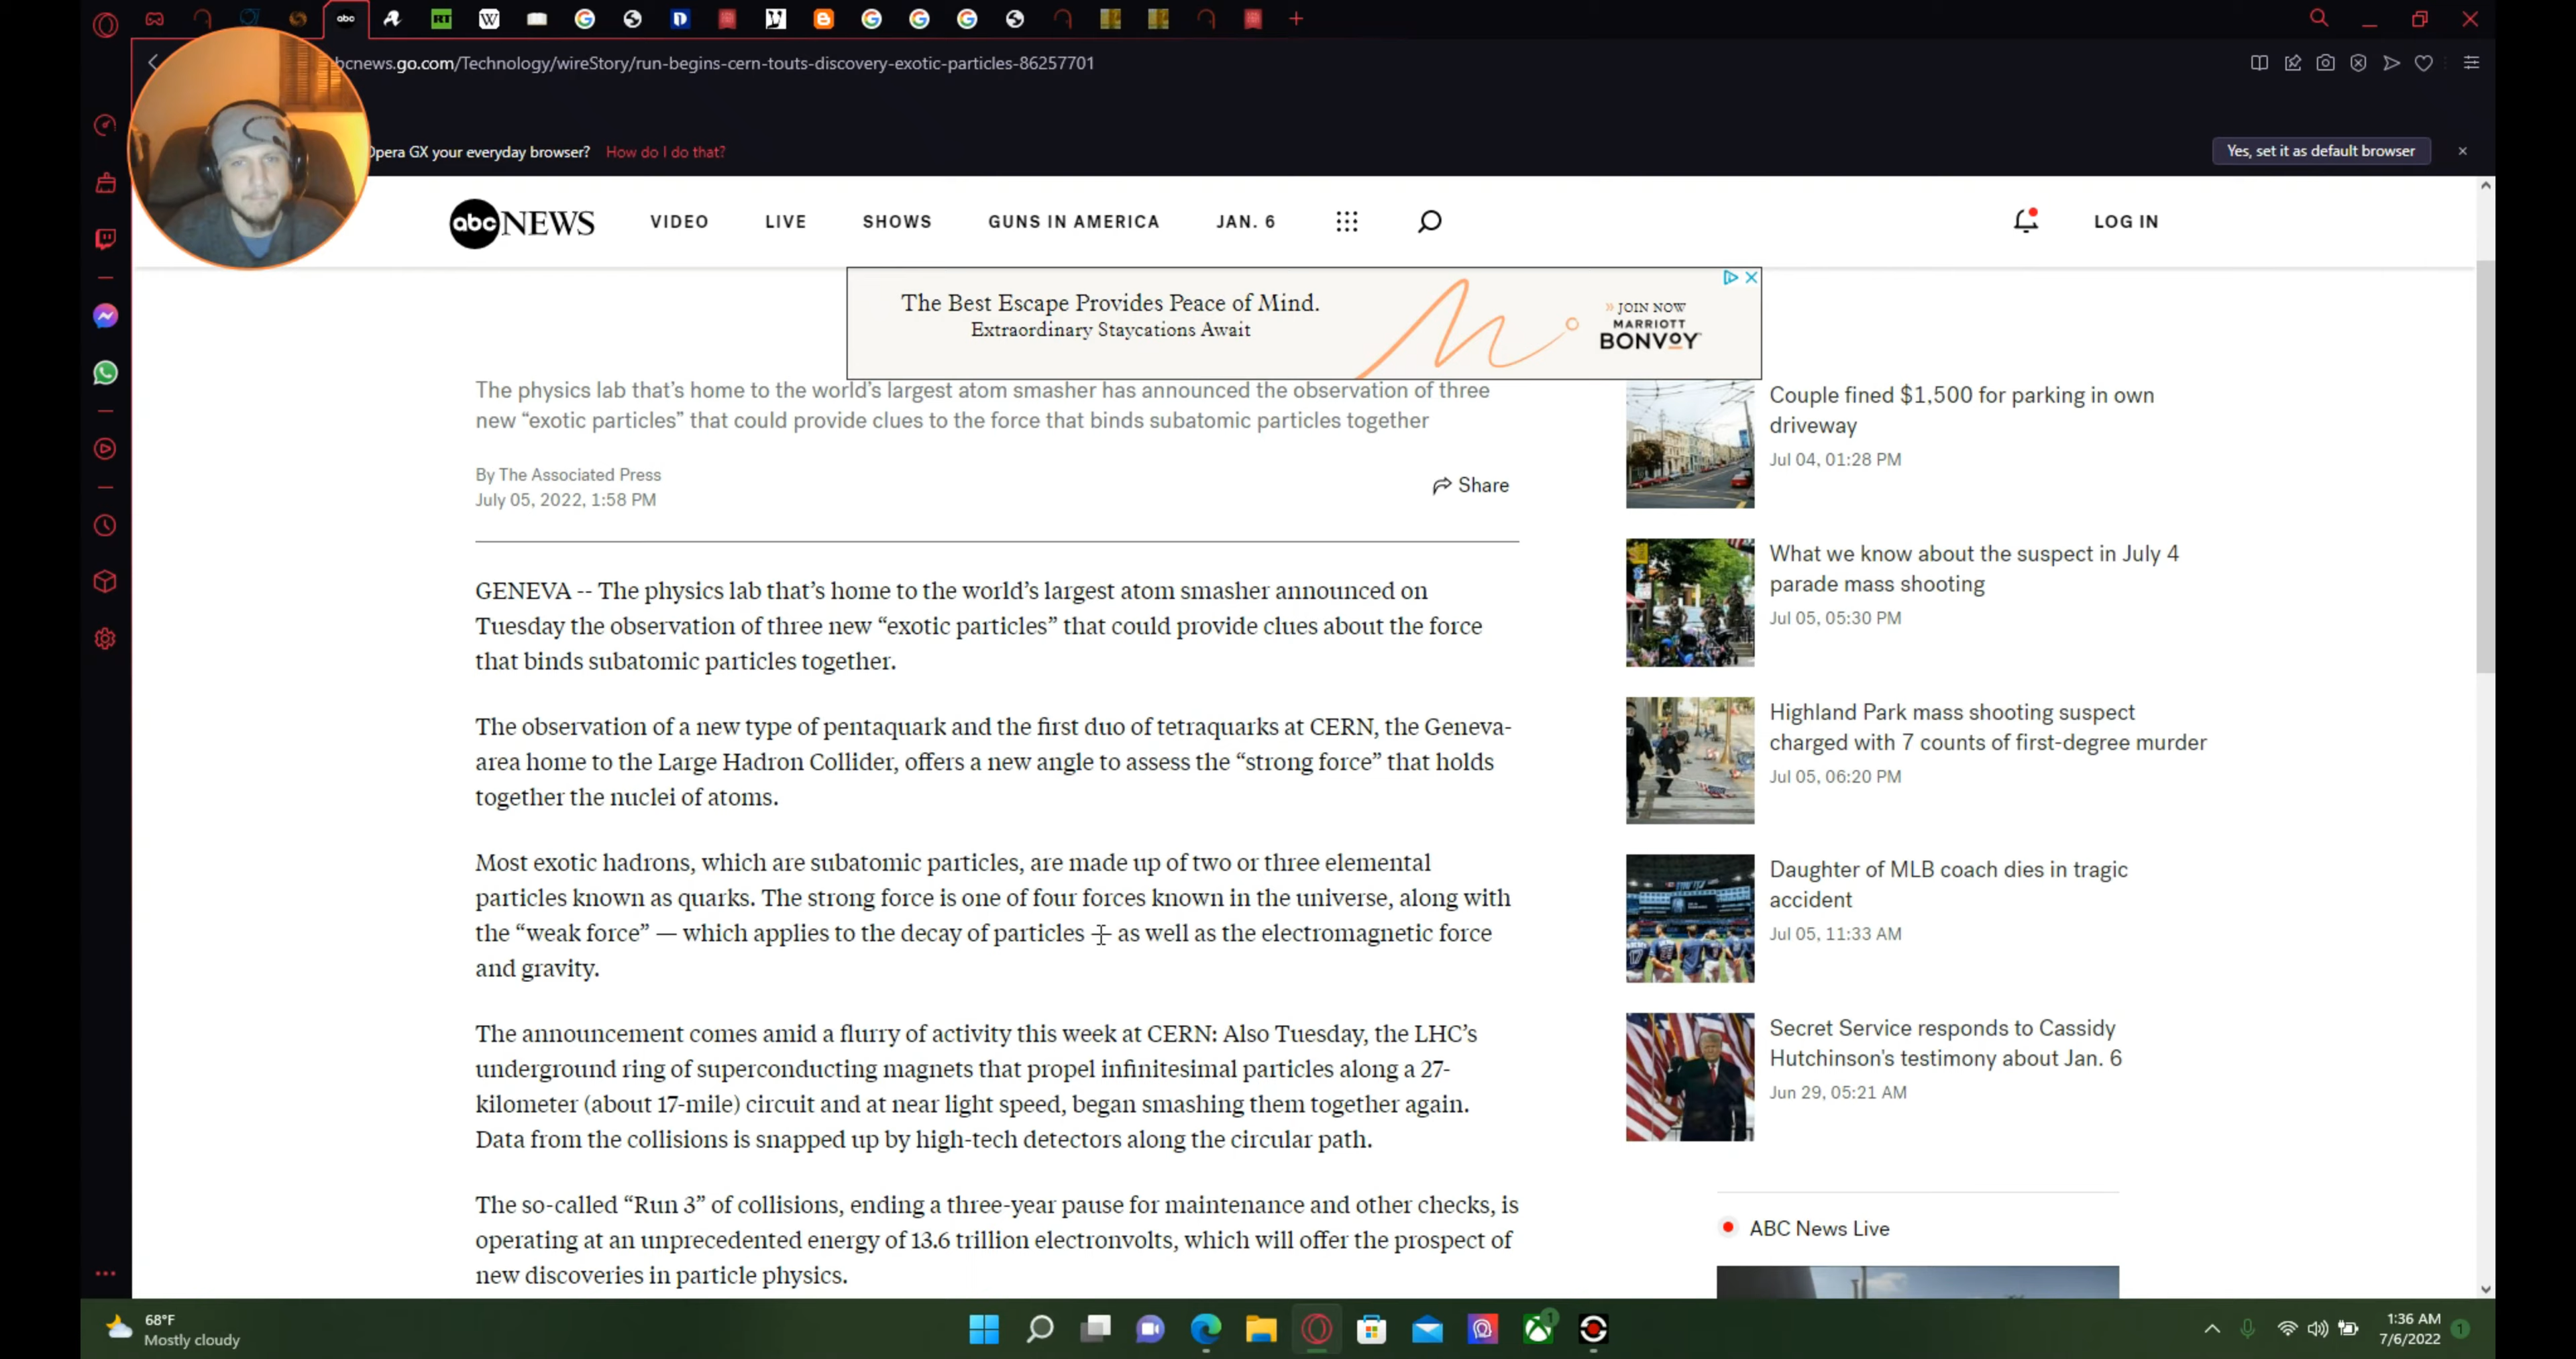 bcnews.go.com/Technology/wireStory/run-begins-cern-touts-discovery-exotic-particles-86257701
Opera GX your everyday browser? How do I do that?
Yes, set it as default browser
abc NEWS
VIDEO
LIVE
SHOWS
GUNS IN AMERICA
JAN. 6
LOG IN
The Best Escape Provides Peace of Mind.
Extraordinary Staycations Await
JOIN NOW
MARRIOTT
BONVOY
The physics lab that’s home to the world’s largest atom smasher has announced the observation of three
new “exotic particles” that could provide clues to the force that binds subatomic particles together
By The Associated Press
July 05, 2022, 1:58 PM
Share
GENEVA -- The physics lab that’s home to the world’s largest atom smasher announced on
Tuesday the observation of three new “exotic particles” that could provide clues about the force
that binds subatomic particles together.
The observation of a new type of pentaquark and the first duo of tetraquarks at CERN, the Geneva-
area home to the Large Hadron Collider, offers a new angle to assess the “strong force” that holds
together the nuclei of atoms.
Most exotic hadrons, which are subatomic particles, are made up of two or three elemental
particles known as quarks. The strong force is one of four forces known in the universe, along with
the “weak force” — which applies to the decay of particles — as well as the electromagnetic force
and gravity.
The announcement comes amid a flurry of activity this week at CERN: Also Tuesday, the LHC’s
underground ring of superconducting magnets that propel infinitesimal particles along a 27-
kilometer (about 17-mile) circuit and at near light speed, began smashing them together again.
Data from the collisions is snapped up by high-tech detectors along the circular path.
The so-called “Run 3” of collisions, ending a three-year pause for maintenance and other checks, is
operating at an unprecedented energy of 13.6 trillion electronvolts, which will offer the prospect of
new discoveries in particle physics.
Couple fined $1,500 for parking in own
driveway
Jul 04, 01:28 PM
What we know about the suspect in July 4
parade mass shooting
Jul 05, 05:30 PM
Highland Park mass shooting suspect
charged with 7 counts of first-degree murder
Jul 05, 06:20 PM
Daughter of MLB coach dies in tragic
accident
Jul 05, 11:33 AM
Secret Service responds to Cassidy
Hutchinson's testimony about Jan. 6
Jun 29, 05:21 AM
ABC News Live
68°F
Mostly cloudy
1:36 AM
7/6/2022